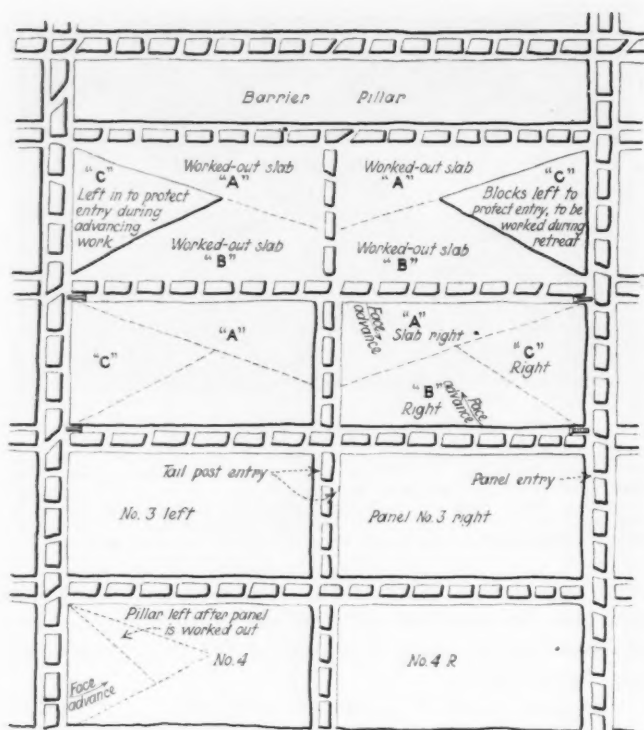 Barrier Pillar
"C"
Left in to protect
entry during
advancing
work
Worked-out slab
"A"
Worked-out slab
"B"
Worked-out slab
"A"
Worked-out slab
"B"
"C"
Blocks left to
protect entry, to be
worked during
retreat
"A"
"C"
Face
advance
"A"
Slab right
"C"
Right
"B"
Right
Face
advance
Tail post entry
Panel entry
No. 3 left
Panel No. 3 right
Pillar left after panel
is worked out
No. 4
Face
advance
No. 4 R